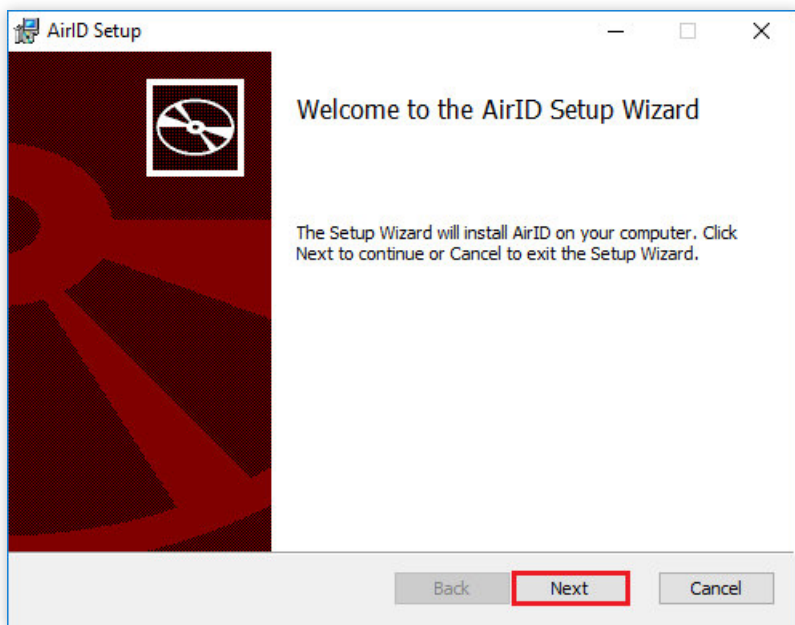 AirID Setup
Welcome to the AirID Setup Wizard
The Setup Wizard will install AirID on your computer. Click
Next to continue or Cancel to exit the Setup Wizard.
Back Next Cancel